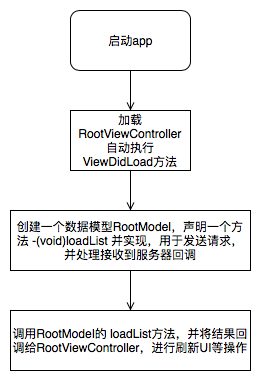 启动app
加载
RootViewController
自动执行
ViewDidLoad方法
创建一个数据模型RootModel，声明一个方
法 -(void)loadList 并实现，用于发送请求，
并处理接收到服务器回调
调用RootModel的 loadList方法，并将结果回
调给RootViewController，进行刷新UI等操作